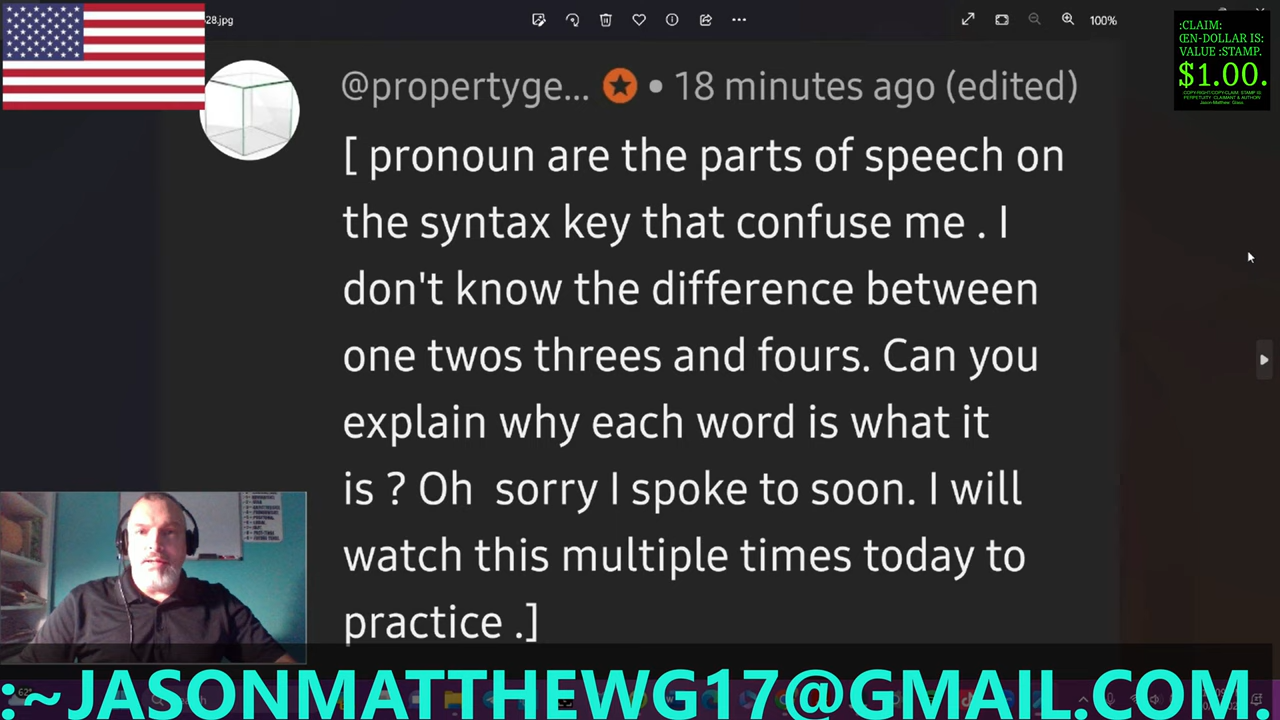 28.jpg
100%
:CLAIM:
ŒN-DOLLAR IS:
VALUE :STAMP.
$1.00.
Jason-Matthew: Glass.
@propertyge... • 18 minutes ago (edited)
[ pronoun are the parts of speech on
the syntax key that confuse me . I
don't know the difference between
one twos threes and fours. Can you
explain why each word is what it
is ? Oh  sorry I spoke to soon. I will
watch this multiple times today to
practice .]
:~JASONMATTHEWG17@GMAIL.COM .